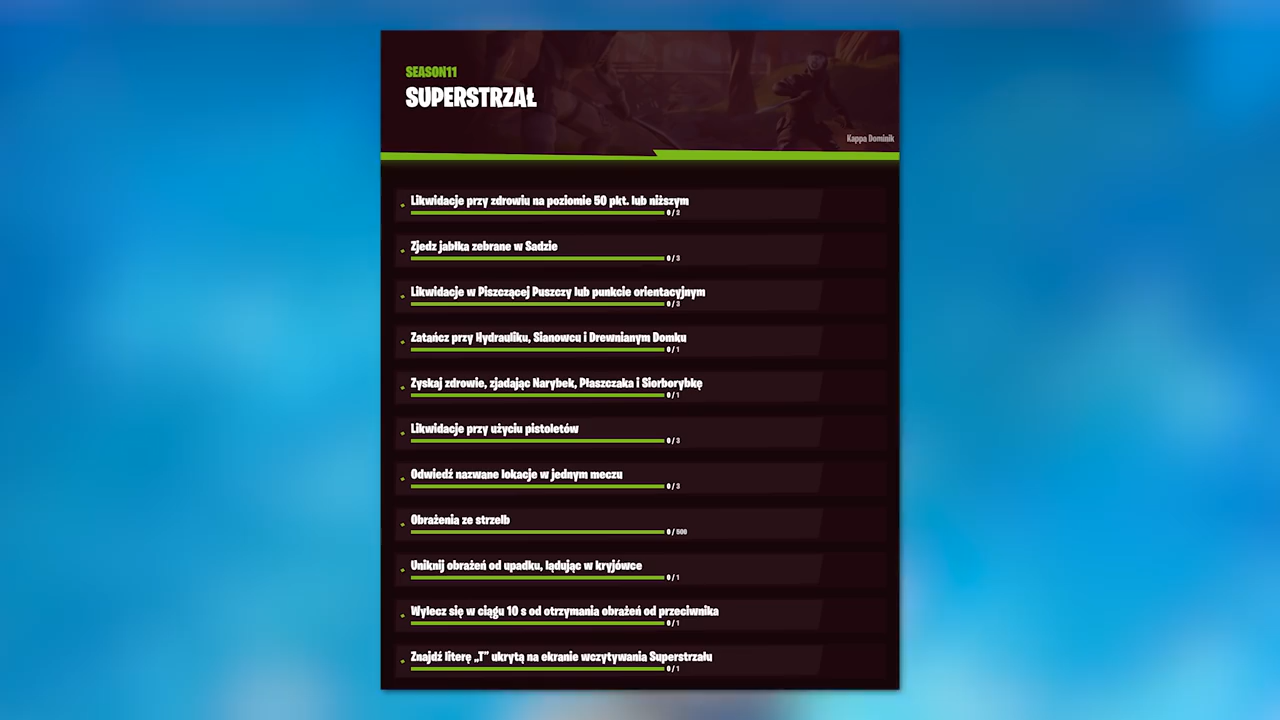 SEASON11
SUPERSTRZAŁ
Kappa Dominik
Likwidacje przy zdrowiu na poziomie 50 pkt. lub niższym
0 / 2
Zjedz jabłka zebrane w Sadzie
0 / 3
Likwidacje w Piszczącej Puszczy lub punkcie orientacyjnym
0 / 3
Zatańcz przy Hydrauliku, Sianowcu i Drewnianym Domku
0 / 1
Zyskaj zdrowie, zjadając Narybek, Płaszczaka i Siorborybkę
0 / 1
Likwidacje przy użyciu pistoletów
0 / 3
Odwiedź nazwane lokacje w jednym meczu
0 / 3
Obrażenia ze strzelb
0 / 500
Uniknij obrażeń od upadku, lądując w kryjówce
0 / 1
Wylecz się w ciągu 10 s od otrzymania obrażeń od przeciwnika
0 / 1
Znajdź literę „T” ukrytą na ekranie wczytywania Superstrzału
0 / 1